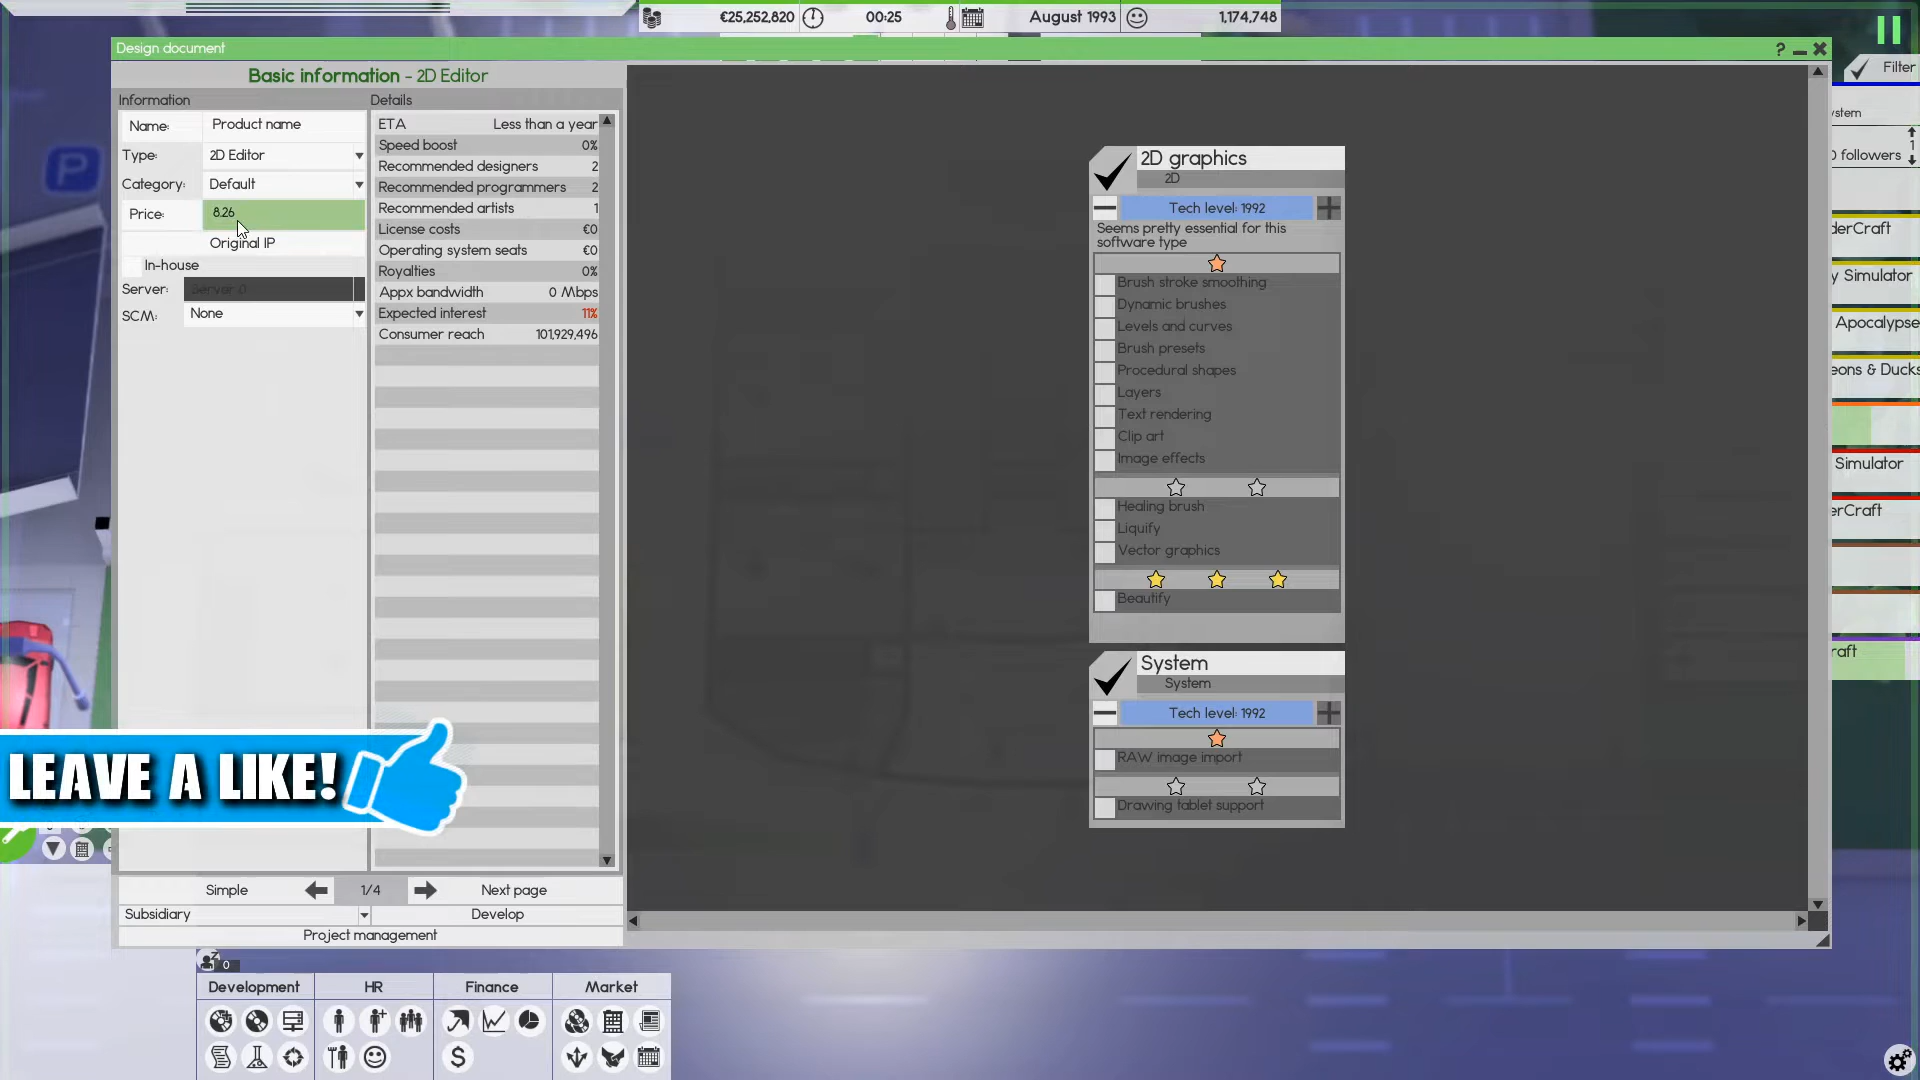 €25,252,820
00:25
August 1993
1,174,748
Design document
?
Filter
Basic information - 2D Editor
Information
Details
Name:
Product name
Type:
2D Editor
Category:
Default
Price:
8.26
Original IP
In-house
Server:
Server 0
SCM:
None
ETA Less than a year
Speed boost 0%
Recommended designers 2
Recommended programmers 2
Recommended artists 1
License costs €0
Operating system seats €0
Royalties 0%
Appx bandwidth 0 Mbps
Expected interest 11%
Consumer reach 101,929,496
2D graphics
2D
Tech level: 1992
Seems pretty essential for this
software type
Brush stroke smoothing
Dynamic brushes
Levels and curves
Brush presets
Procedural shapes
Layers
Text rendering
Clip art
Image effects
Healing brush
Liquify
Vector graphics
Beautify
System
System
Tech level: 1992
RAW image import
Drawing tablet support
ystem
1
0 followers
derCraft
y Simulator
Apocalypse
eons & Ducks
Simulator
erCraft
raft
P
LEAVE A LIKE!
Simple
1/4
Next page
Subsidiary
Develop
Project management
z
0
Development
HR
Finance
Market
$